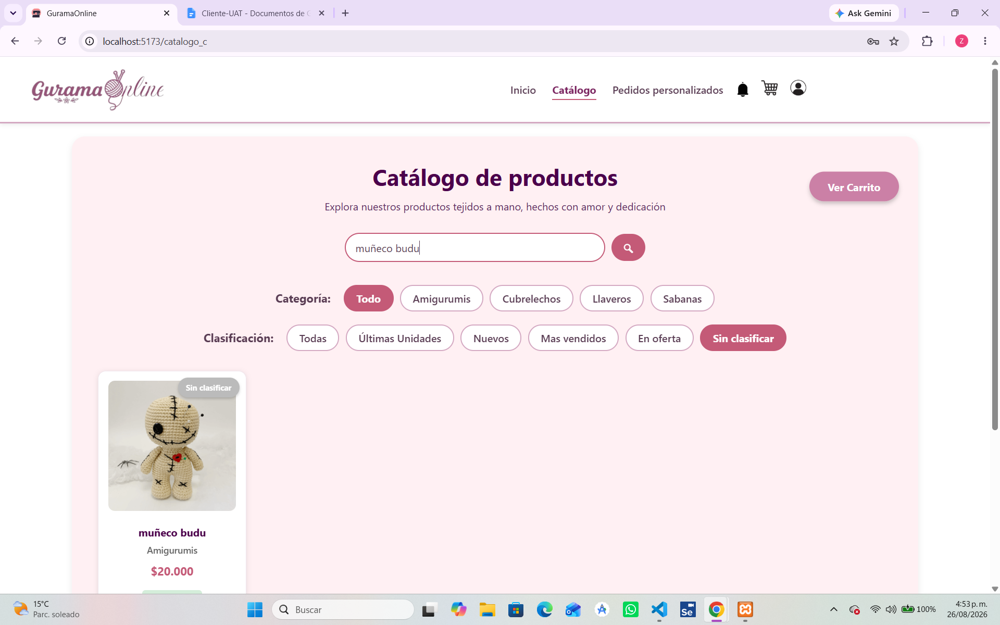 GuramaOnline
Cliente-UAT - Documentos de
Ask Gemini
localhost:5173/catalogo_c
Z
GuramaOnline
Inicio
Catálogo
Pedidos personalizados
Catálogo de productos
Ver Carrito
Explora nuestros productos tejidos a mano, hechos con amor y dedicación
muñeco budu
Categoría:
Todo
Amigurumis
Cubrelechos
Llaveros
Sabanas
Clasificación:
Todas
Últimas Unidades
Nuevos
Mas vendidos
En oferta
Sin clasificar
Sin clasificar
muñeco budu
Amigurumis
$20.000
15°C
Parc. soleado
Buscar
Se
100%
4:53 p. m.
26/08/2026